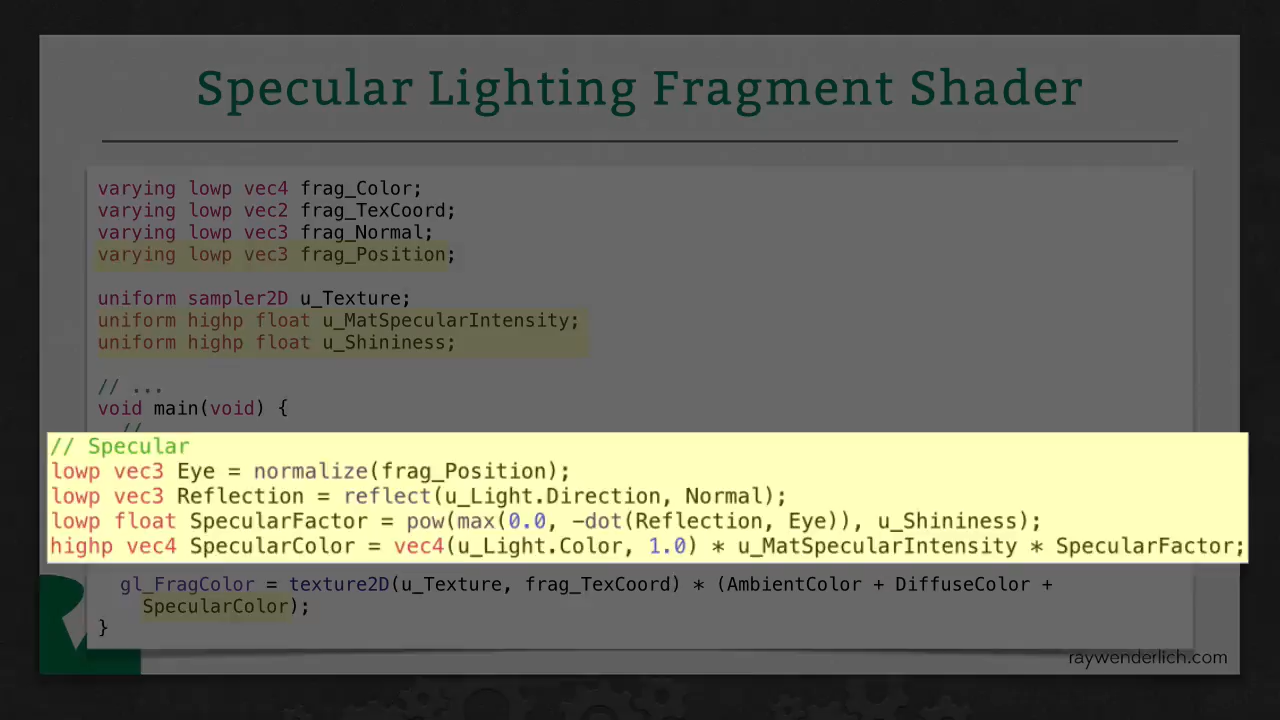 Specular Lighting Fragment Shader
varying lowp vec4 frag_Color;
varying lowp vec2 frag_TexCoord;
varying lowp vec3 frag_Normal;
varying lowp vec3 frag_Position;
uniform sampler2D u_Texture;
uniform highp float u_MatSpecularIntensity;
uniform highp float u_Shininess;
// ...
void main(void) {
//
// Specular
lowp vec3 Eye = normalize(frag_Position);
lowp vec3 Reflection = reflect(u_Light.Direction, Normal);
lowp float SpecularFactor = pow(max(0.0, -dot(Reflection, Eye)), u_Shininess);
highp vec4 SpecularColor = vec4(u_Light.Color, 1.0) * u_MatSpecularIntensity * SpecularFactor;
gl_FragColor = texture2D(u_Texture, frag_TexCoord) * (AmbientColor + DiffuseColor +
SpecularColor);
}
raywenderlich.com